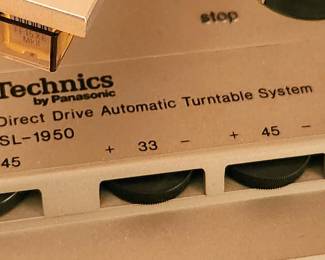 stop
Technics
by Panasonic
Direct Drive Automatic Turntable System
SL-1950
45 + 33 - + 45 -